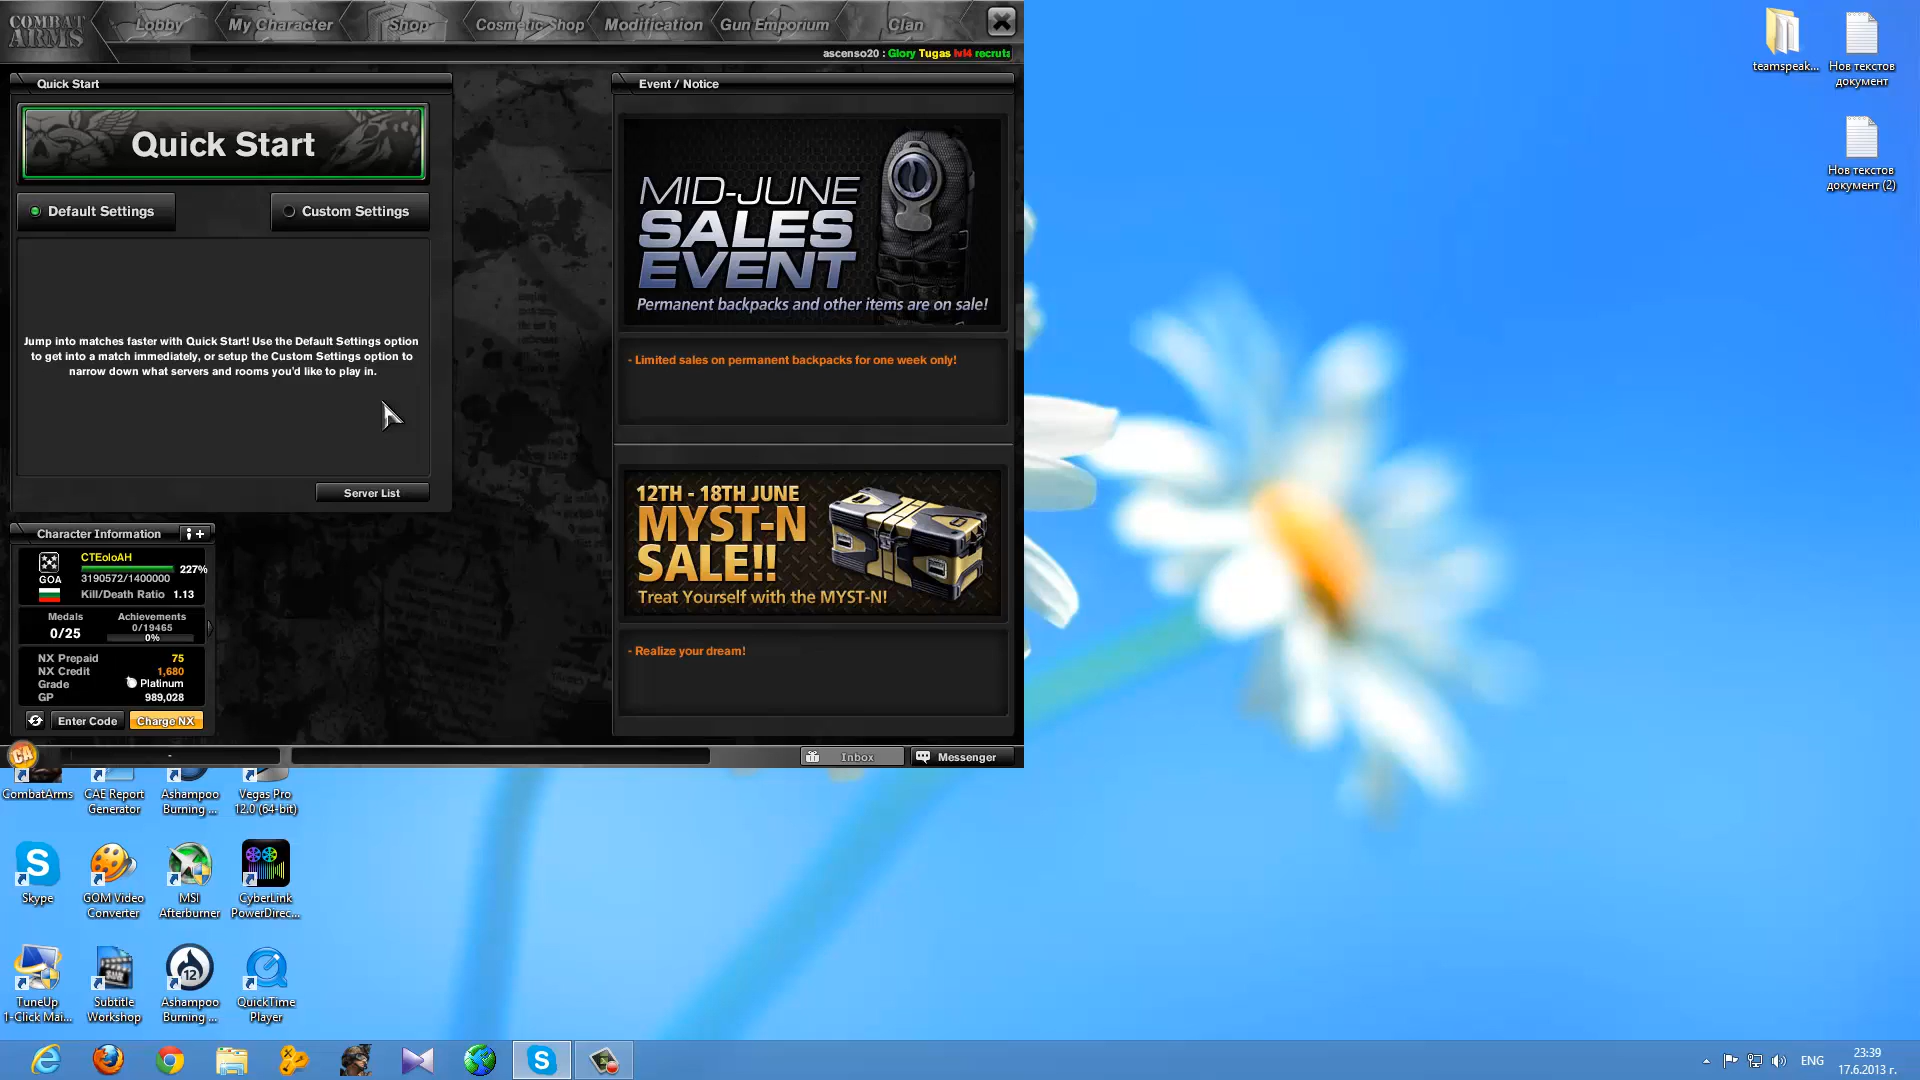 COMBAT ARMS
Lobby
My Character
Shop
Cosmetic Shop
Modification
Gun Emporium
Clan
ascenso20 : Glory Tugas lvl4 recruta
Quick Start
Quick Start
Default Settings
Custom Settings
Jump into matches faster with Quick Start! Use the Default Settings option
to get into a match immediately, or setup the Custom Settings option to
narrow down what servers and rooms you'd like to play in.
Server List
Event / Notice
MID-JUNE
SALES
EVENT
Permanent backpacks and other items are on sale!
- Limited sales on permanent backpacks for one week only!
12TH - 18TH JUNE
MYST-N
SALE!!
Treat Yourself with the MYST-N!
- Realize your dream!
Character Information
CTEoloAH
227%
GOA
3190572/1400000
Kill/Death Ratio 1.13
Medals
0/25
Achievements
0/19465
0%
NX Prepaid 75
NX Credit 1,680
Grade Platinum
GP 989,028
Enter Code
Charge NX
CA
-
Inbox
Messenger
teamspeak...
Нов текстов
документ
Нов текстов
документ (2)
CombatArms
CAE Report
Generator
Ashampoo
Burning ...
Vegas Pro
12.0 (64-bit)
Skype
GOM Video
Converter
MSI
Afterburner
CyberLink
PowerDirec...
TuneUp
1-Click Mai...
Subtitle
Workshop
12
Ashampoo
Burning ...
QuickTime
Player
ENG
23:39
17.6.2013 г.